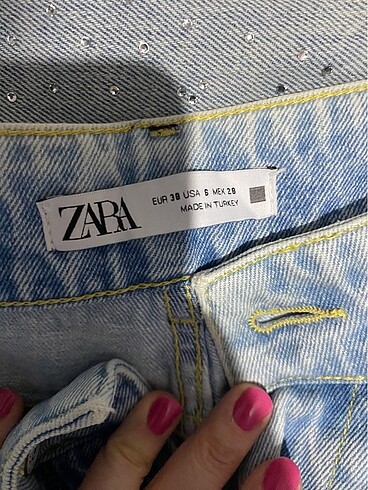 ZARA
EUR 38 USA 6 MEX 28
MADE IN TURKEY